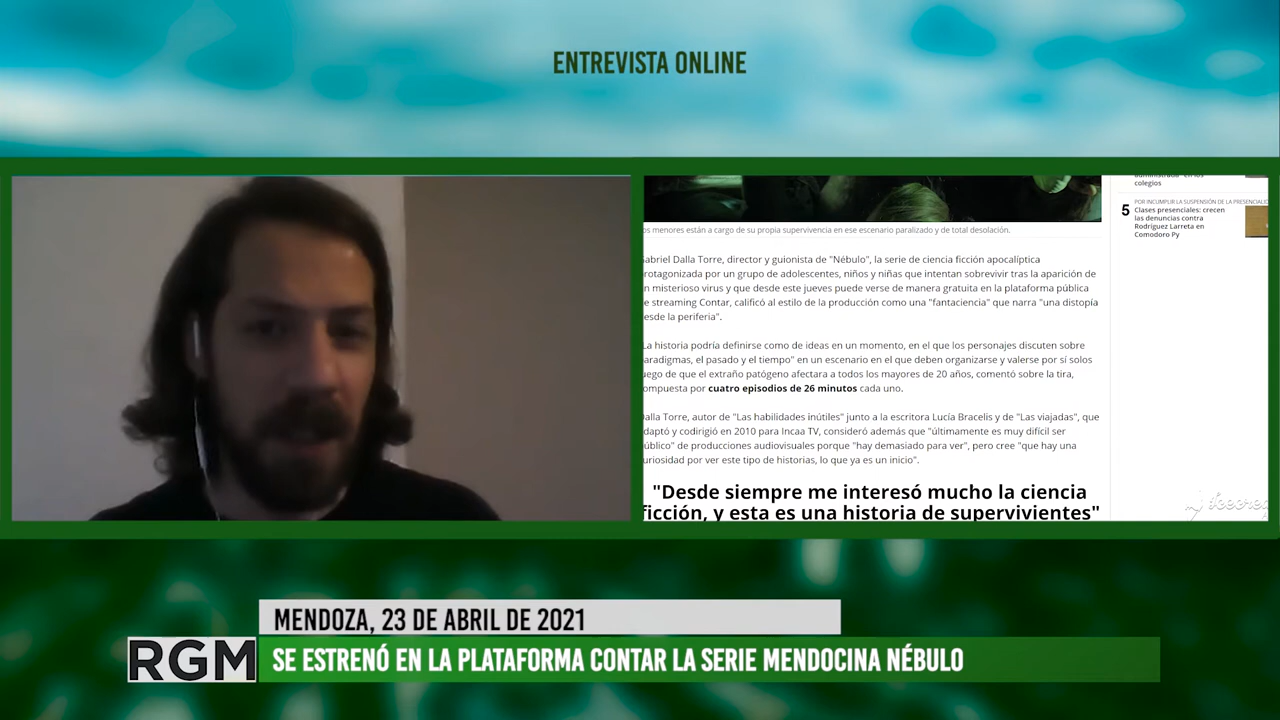 ENTREVISTA ONLINE
colegios
os menores están a cargo de su propia supervivencia en ese escenario paralizado y de total desolación.
5
POR INCUMPLIR LA SUSPENSIÓN DE LA PRESENCIALID
Clases presenciales: crecen
las denuncias contra
Rodríguez Larreta en
Comodoro Py
abriel Dalla Torre, director y guionista de "Nébulo", la serie de ciencia ficción apocalíptica
rotagonizada por un grupo de adolescentes, niños y niñas que intentan sobrevivir tras la aparición de
n misterioso virus y que desde este jueves puede verse de manera gratuita en la plataforma pública
e streaming Contar, calificó al estilo de la producción como una "fantaciencia" que narra "una distopía
esde la periferia".
La historia podría definirse como de ideas en un momento, en el que los personajes discuten sobre
aradigmas, el pasado y el tiempo" en un escenario en el que deben organizarse y valerse por sí solos
uego de que el extraño patógeno afectara a todos los mayores de 20 años, comentó sobre la tira,
ompuesta por cuatro episodios de 26 minutos cada uno.
alla Torre, autor de "Las habilidades inútiles" junto a la escritora Lucía Bracelis y de "Las viajadas", que
daptó y codirigió en 2010 para Incaa TV, consideró además que "últimamente es muy difícil ser
úblico" de producciones audiovisuales porque "hay demasiado para ver", pero cree "que hay una
uriosidad por ver este tipo de historias, lo que ya es un inicio".
"Desde siempre me interesó mucho la ciencia
ficción, y esta es una historia de supervivientes"
MENDOZA, 23 DE ABRIL DE 2021
RGM
SE ESTRENÓ EN LA PLATAFORMA CONTAR LA SERIE MENDOCINA NÉBULO